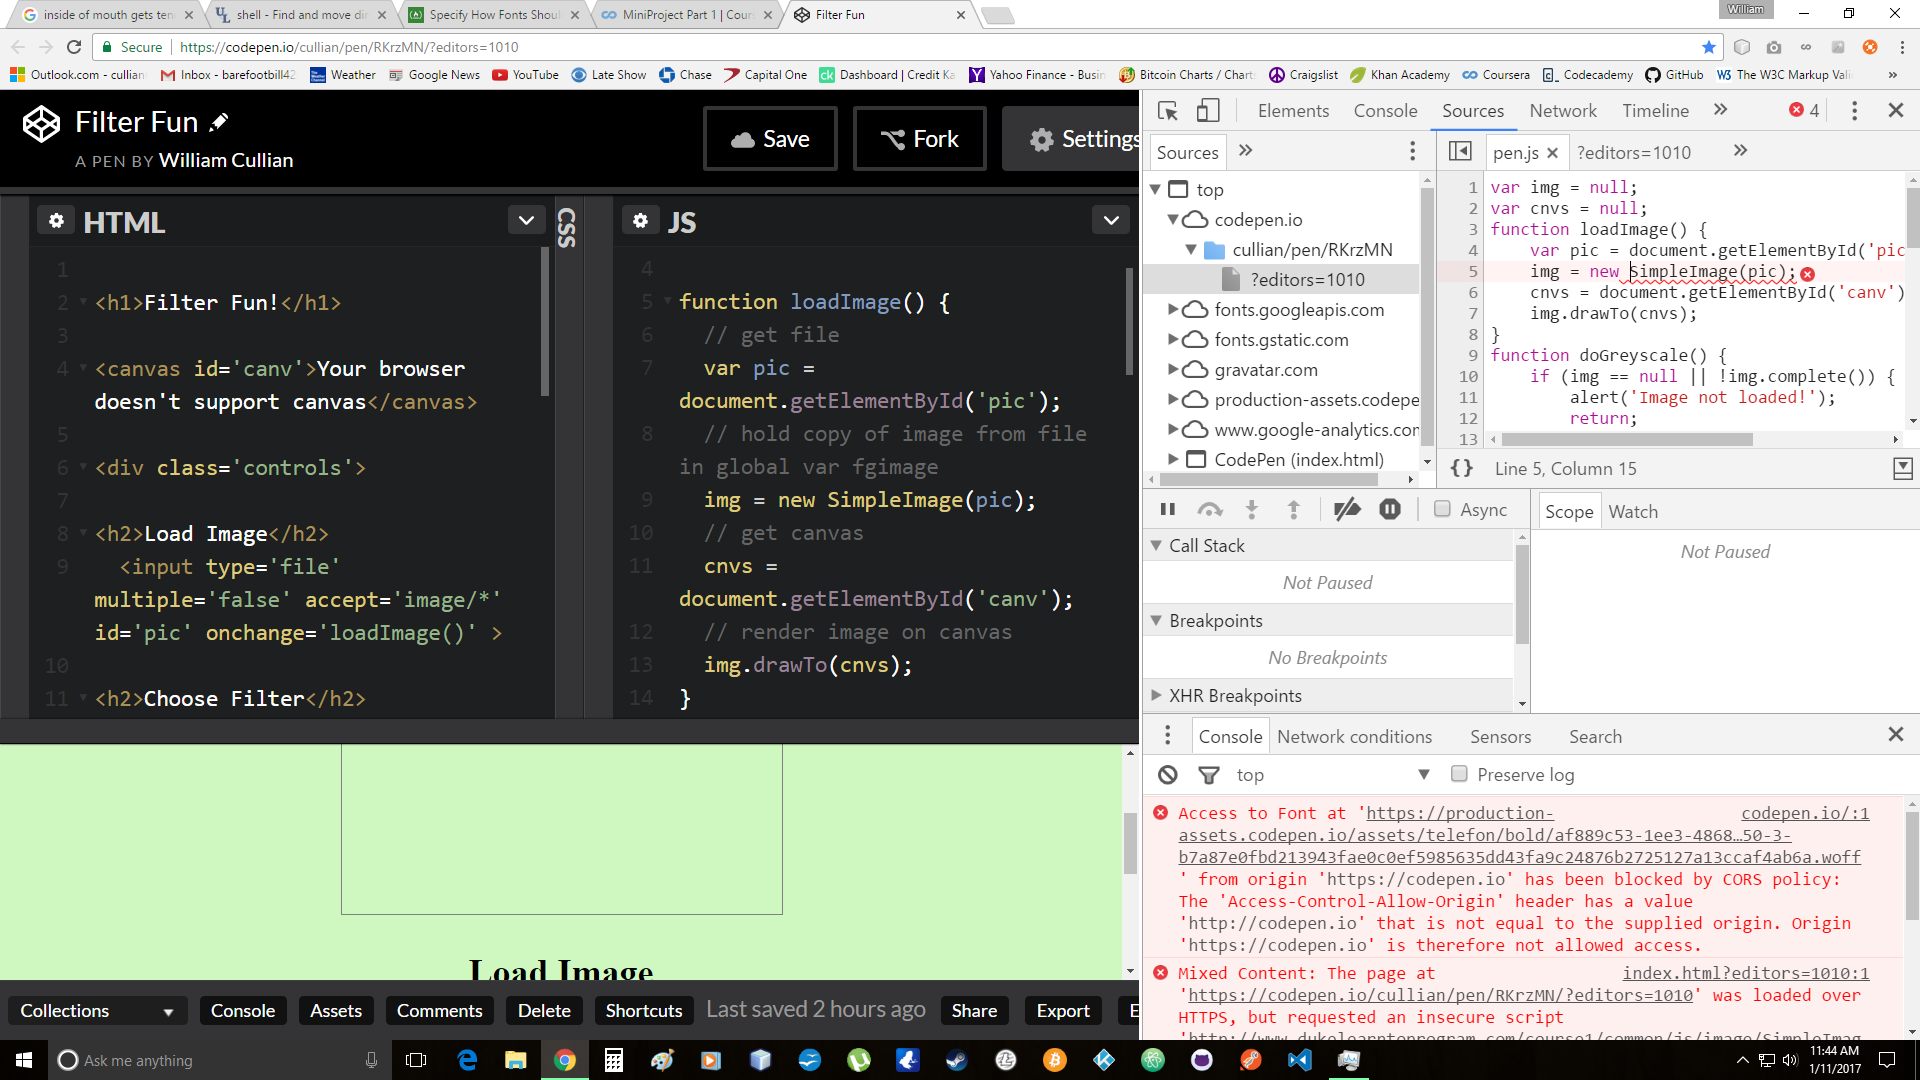 inside of mouth gets ten
shell - Find and move di
Specify How Fonts Shoul
MiniProject Part 1 | Cour
Filter Fun
William
Secure
https://codepen.io/cullian/pen/RKrzMN/?editors=1010
Outlook.com - cullian
Inbox - barefootbill42
Weather
Google News
YouTube
Late Show
Chase
Capital One
Dashboard | Credit Ka
Yahoo Finance - Busin
Bitcoin Charts / Chart
Craigslist
Khan Academy
Coursera
Codecademy
GitHub
The W3C Markup Vali
Filter Fun
A PEN BY William Cullian
Save
Fork
Settings
HTML
1
2 <h1>Filter Fun!</h1>
3
4 <canvas id='canv'>Your browser
doesn't support canvas</canvas>
5
6 <div class='controls'>
7
8 <h2>Load Image</h2>
9 <input type='file'
multiple='false' accept='image/*'
id='pic' onchange='loadImage()' >
10
11 <h2>Choose Filter</h2>
CSS
JS
4
5 function loadImage() {
6 // get file
7 var pic =
document.getElementById('pic');
8 // hold copy of image from file
in global var fgimage
9 img = new SimpleImage(pic);
10 // get canvas
11 cnvs =
document.getElementById('canv');
12 // render image on canvas
13 img.drawTo(cnvs);
14 }
Load Image
Collections
Console
Assets
Comments
Delete
Shortcuts
Last saved 2 hours ago
Share
Export
E
Elements
Console
Sources
Network
Timeline
4
Sources
top
codepen.io
cullian/pen/RKrzMN
?editors=1010
fonts.googleapis.com
fonts.gstatic.com
gravatar.com
production-assets.codepe
www.google-analytics.com
CodePen (index.html)
pen.js
?editors=1010
1 var img = null;
2 var cnvs = null;
3 function loadImage() {
4 var pic = document.getElementById('pic
5 img = new SimpleImage(pic);
6 cnvs = document.getElementById('canv')
7 img.drawTo(cnvs);
8 }
9 function doGreyscale() {
10 if (img == null || !img.complete()) {
11 alert('Image not loaded!');
12 return;
13
{} Line 5, Column 15
Async
Call Stack
Not Paused
Breakpoints
No Breakpoints
XHR Breakpoints
Scope
Watch
Not Paused
Console
Network conditions
Sensors
Search
top
Preserve log
Access to Font at 'https://production- codepen.io/:1
assets.codepen.io/assets/telefon/bold/af889c53-1ee3-4868…50-3-
b7a87e0fbd213943fae0c0ef5985635dd43fa9c24876b2725127a13ccaf4ab6a.woff
' from origin 'https://codepen.io' has been blocked by CORS policy:
The 'Access-Control-Allow-Origin' header has a value
'http://codepen.io' that is not equal to the supplied origin. Origin
'https://codepen.io' is therefore not allowed access.
Mixed Content: The page at index.html?editors=1010:1
'https://codepen.io/cullian/pen/RKrzMN/?editors=1010' was loaded over
HTTPS, but requested an insecure script
'http://www.dukelearntoprogram.com/course1/common/js/image/SimpleImag
Ask me anything
11:44 AM
1/11/2017